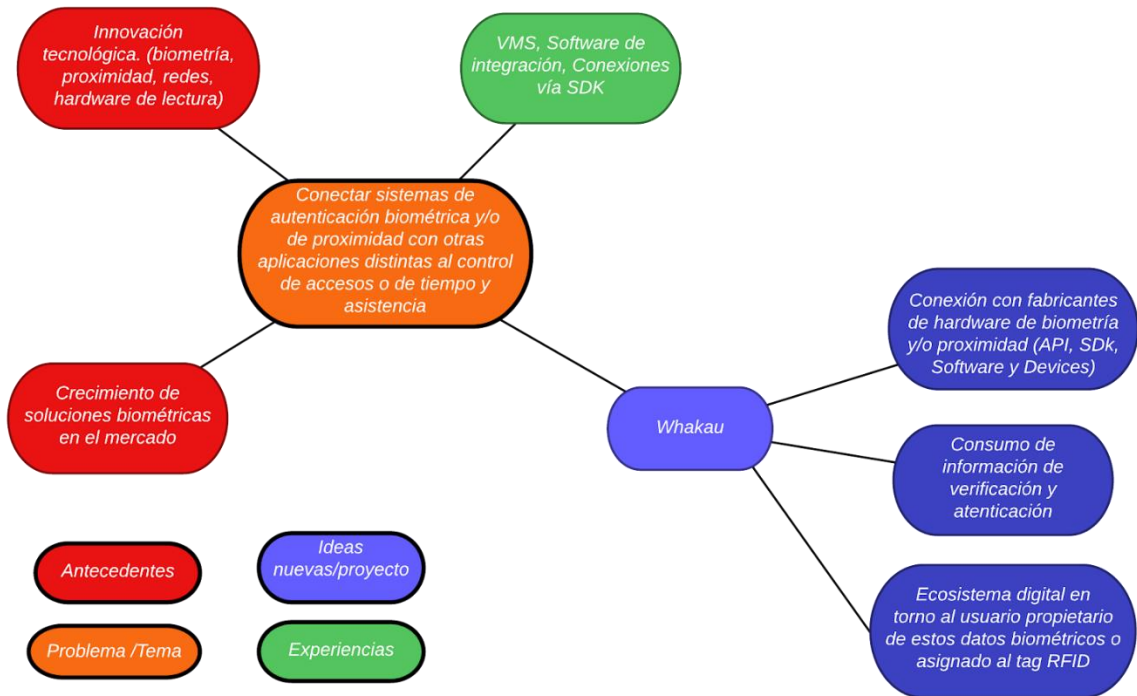 Innovación
tecnológica. (biometría,
proximidad, redes,
hardware de lectura)
VMS, Software de
integración, Conexiones
vía SDK
Conectar sistemas de
autenticación biométrica y/o
de proximidad con otras
aplicaciones distintas al control
de accesos o de tiempo y
asistencia
Crecimiento de
soluciones biométricas
en el mercado
Whakau
Conexión con fabricantes
de hardware de biometría
y/o proximidad (API, SDk,
Software y Devices)
Consumo de
información de
verificación y
atenticación
Ecosistema digital en
torno al usuario propietario
de estos datos biométricos o
asignado al tag RFID
Antecedentes
Ideas
nuevas/proyecto
Problema /Tema
Experiencias